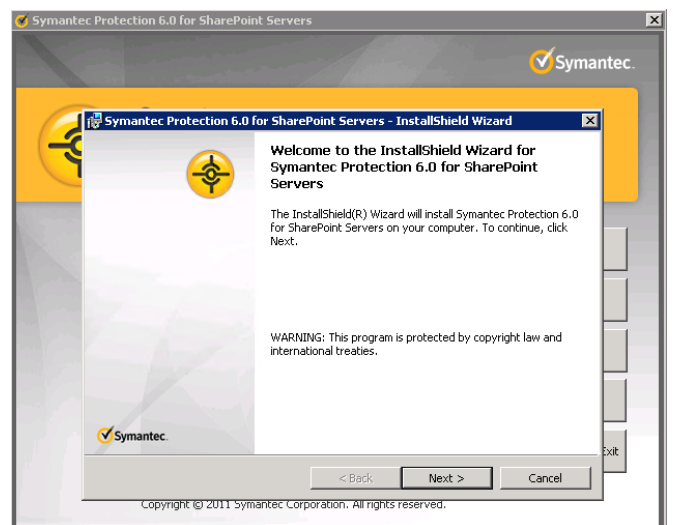 Symantec Protection 6.0 for SharePoint Servers
Symantec.
Symantec Protection 6.0 for SharePoint Servers - InstallShield Wizard
Welcome to the InstallShield Wizard for
Symantec Protection 6.0 for SharePoint
Servers
The InstallShield(R) Wizard will install Symantec Protection 6.0
for SharePoint Servers on your computer. To continue, click
Next.
WARNING: This program is protected by copyright law and
international treaties.
Symantec.
Exit
< Back
Next >
Cancel
Copyright © 2011 Symantec Corporation. All rights reserved.